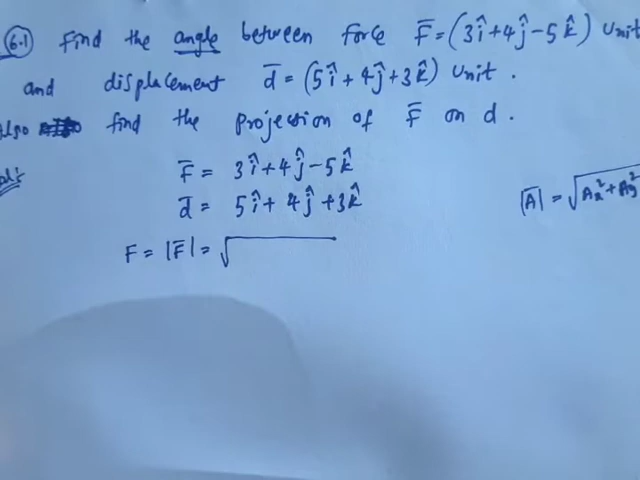 6.1 Find the angle between force F̅ = (3î+4ĵ-5k̂) Unit
and displacement d̅ = (5î+4ĵ+3k̂) Unit.
Also find the projection of F̅ on d.
F̅ = 3î+4ĵ-5k̂
d̅ = 5î+4ĵ+3k̂
|A̅| = √Ax²+Ay²
F = |F̅| = √